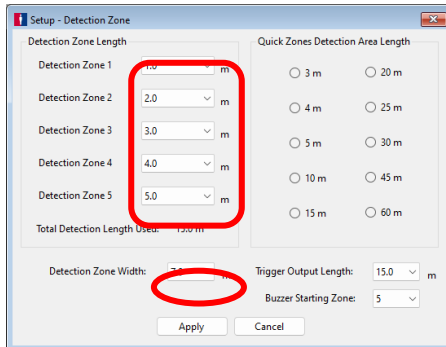 Setup - Detection Zone
Detection Zone Length
Detection Zone 1 m
Detection Zone 2 2.0 m
Detection Zone 3 3.0 m
Detection Zone 4 4.0 m
Detection Zone 5 5.0 m
Total Detection Length Used: 15.0 m
Quick Zones Detection Area Length
3 m 20 m
4 m 25 m
5 m 30 m
10 m 45 m
15 m 60 m
Detection Zone Width: m
Trigger Output Length: 15.0 m
Buzzer Starting Zone: 5
Apply Cancel